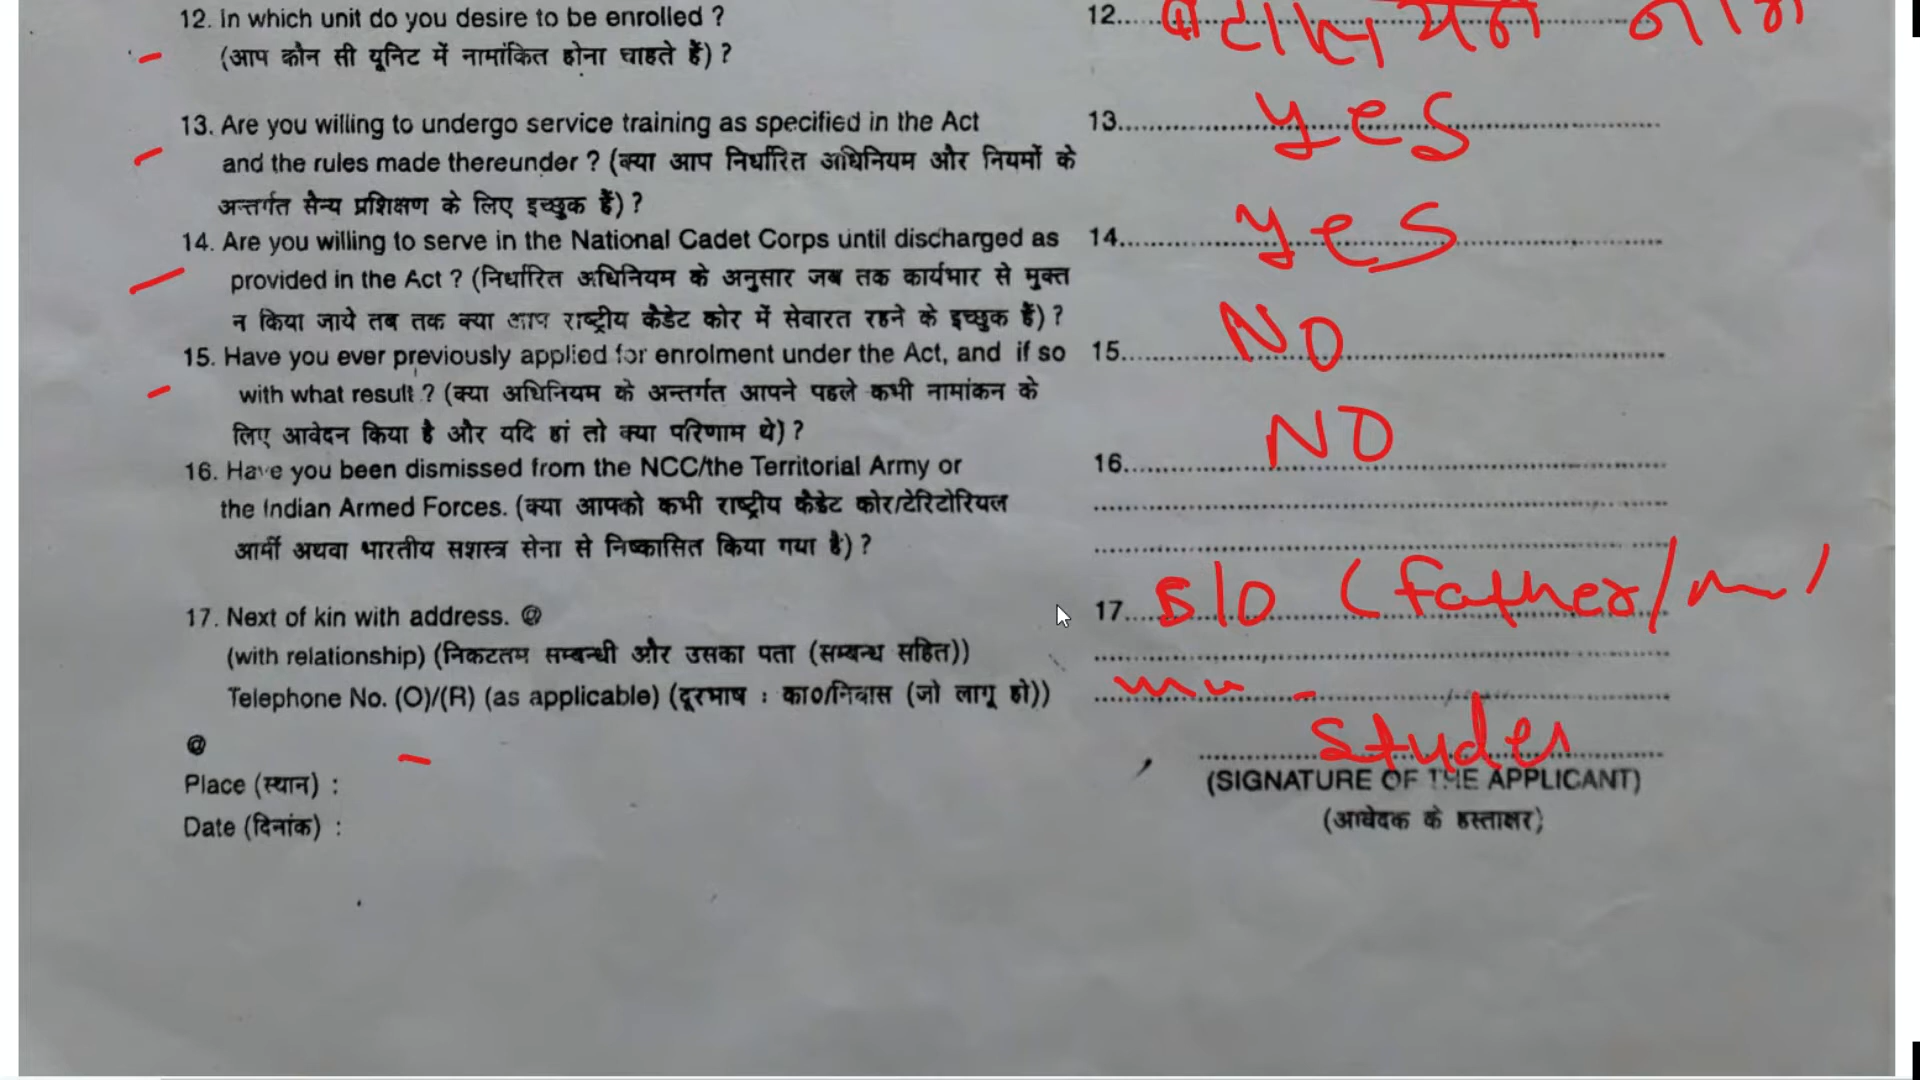 12. In which unit do you desire to be enrolled ? 12..... बटालियन नाम
(आप कौन सी यूनिट में नामांकित होना चाहते हैं) ?
13. Are you willing to undergo service training as specified in the Act 13..... yes
and the rules made thereunder ? (क्या आप निर्धारित अधिनियम और नियमों के
अन्तर्गत सैन्य प्रशिक्षण के लिए इच्छुक हैं) ?
14. Are you willing to serve in the National Cadet Corps until discharged as 14..... yes
provided in the Act ? (निर्धारित अधिनियम के अनुसार जब तक कार्यभार से मुक्त
न किया जाये तब तक क्या आप राष्ट्रीय कैडेट कोर में सेवारत रहने के इच्छुक हैं) ?
15. Have you ever previously applied for enrolment under the Act, and if so 15..... NO
with what result ? (क्या अधिनियम के अन्तर्गत आपने पहले कभी नामांकन के
लिए आवेदन किया है और यदि हां तो क्या परिणाम थे) ?
16. Have you been dismissed from the NCC/the Territorial Army or 16..... NO
the Indian Armed Forces. (क्या आपको कभी राष्ट्रीय कैडेट कोर/टेरिटोरियल
आर्मी अथवा भारतीय सशस्त्र सेना से निष्कासित किया गया है) ?
17. Next of kin with address. @ 17..... S/O (father/
(with relationship) (निकटतम सम्बन्धी और उसका पता (सम्बन्ध सहित))
Telephone No. (O)/(R) (as applicable) (दूरभाष : का०/निवास (जो लागू हो))
@ Studen
Place (स्थान) : (SIGNATURE OF THE APPLICANT)
Date (दिनांक) : (आवेदक के हस्ताक्षर)